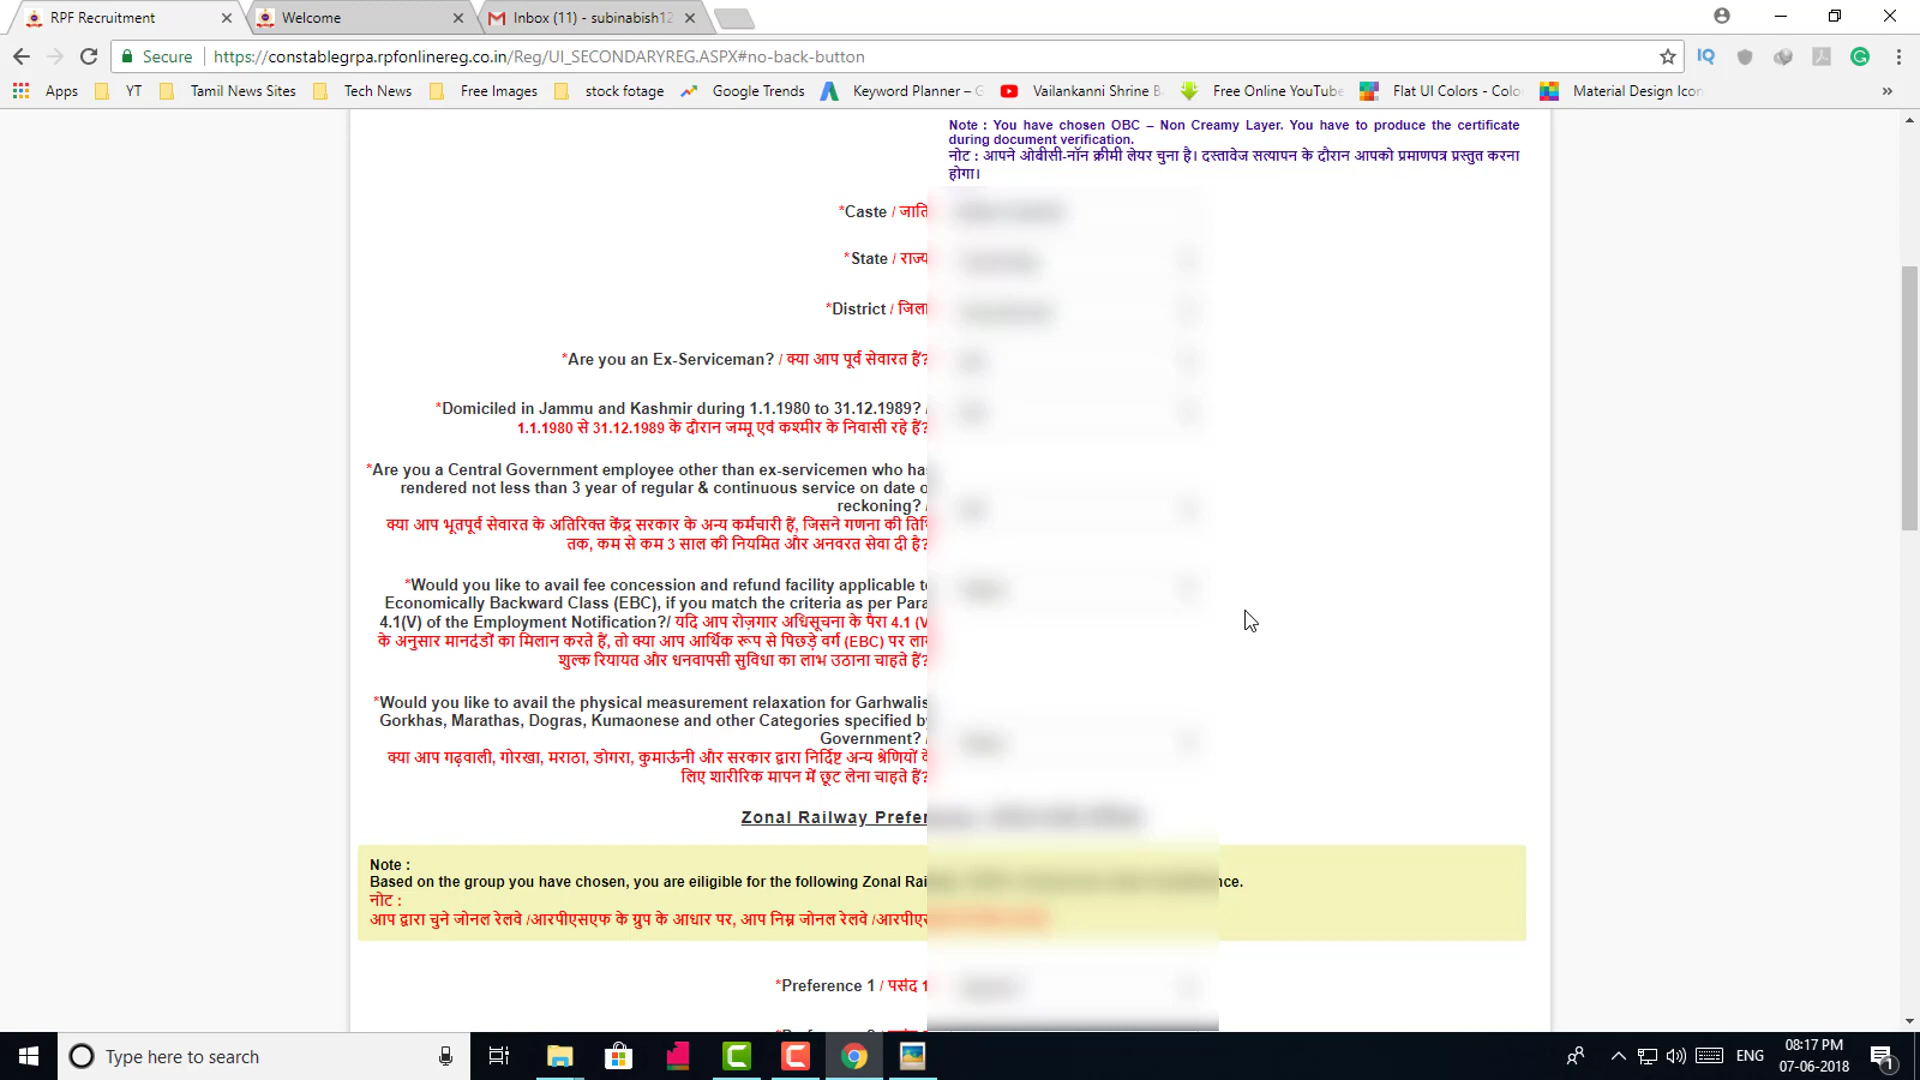 RPF Recruitment
Welcome
Inbox (11) - subinabish12
Secure https://constablegrpa.rpfonlinereg.co.in/Reg/UI_SECONDARYREG.ASPX#no-back-button
Apps YT Tamil News Sites Tech News Free Images stock fotage Google Trends Keyword Planner – G Vailankanni Shrine B Free Online YouTube Flat UI Colors - Colo Material Design Icon »
Note : You have chosen OBC – Non Creamy Layer. You have to produce the certificate
during document verification.
नोट : आपने ओबीसी-नॉन क्रीमी लेयर चुना है। दस्तावेज सत्यापन के दौरान आपको प्रमाणपत्र प्रस्तुत करना
होगा।
*Caste / जाति
*State / राज्य
*District / जिला
*Are you an Ex-Serviceman? / क्या आप पूर्व सेवारत हैं?
*Domiciled in Jammu and Kashmir during 1.1.1980 to 31.12.1989? /
1.1.1980 से 31.12.1989 के दौरान जम्मू एवं कश्मीर के निवासी रहे हैं?
*Are you a Central Government employee other than ex-servicemen who has
rendered not less than 3 year of regular & continuous service on date o
reckoning? /
क्या आप भूतपूर्व सेवारत के अतिरिक्त केंद्र सरकार के अन्य कर्मचारी हैं, जिसने गणना की तिथि
तक, कम से कम 3 साल की नियमित और अनवरत सेवा दी है?
*Would you like to avail fee concession and refund facility applicable to
Economically Backward Class (EBC), if you match the criteria as per Para
4.1(V) of the Employment Notification?/ यदि आप रोज़गार अधिसूचना के पैरा 4.1 (V
के अनुसार मानदंडों का मिलान करते हैं, तो क्या आप आर्थिक रूप से पिछड़े वर्ग (EBC) पर लाग
शुल्क रियायत और धनवापसी सुविधा का लाभ उठाना चाहते हैं?
*Would you like to avail the physical measurement relaxation for Garhwalis
Gorkhas, Marathas, Dogras, Kumaonese and other Categories specified by
Government? /
क्या आप गढ़वाली, गोरखा, मराठा, डोगरा, कुमाऊंनी और सरकार द्वारा निर्दिष्ट अन्य श्रेणियों के
लिए शारीरिक मापन में छूट लेना चाहते हैं?
Zonal Railway Prefer
Note :
Based on the group you have chosen, you are eiligible for the following Zonal Rai nce.
नोट :
आप द्वारा चुने जोनल रेलवे /आरपीएसएफ के ग्रुप के आधार पर, आप निम्न जोनल रेलवे /आरपीएस
*Preference 1 / पसंद 1
Type here to search
ENG
08:17 PM
07-06-2018
1